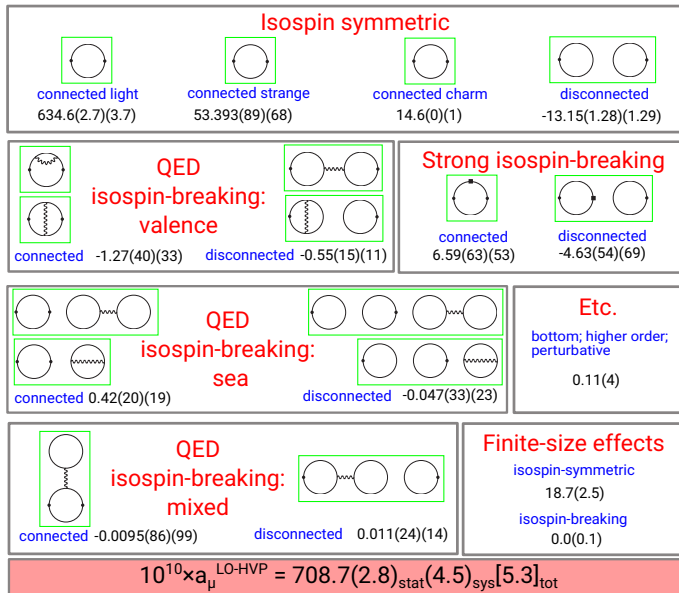 Isospin symmetric
connected light
634.6(2.7)(3.7)
connected strange
53.393(89)(68)
connected charm
14.6(0)(1)
disconnected
-13.15(1.28)(1.29)
QED
isospin-breaking:
valence
connected -1.27(40)(33)
disconnected -0.55(15)(11)
Strong isospin-breaking
connected
6.59(63)(53)
disconnected
-4.63(54)(69)
QED
isospin-breaking:
sea
connected 0.42(20)(19)
disconnected -0.047(33)(23)
Etc.
bottom; higher order;
perturbative
0.11(4)
QED
isospin-breaking:
mixed
connected -0.0095(86)(99)
disconnected 0.011(24)(14)
Finite-size effects
isospin-symmetric
18.7(2.5)
isospin-breaking
0.0(0.1)
10¹⁰×aμ^LO-HVP = 708.7(2.8)stat(4.5)sys[5.3]tot